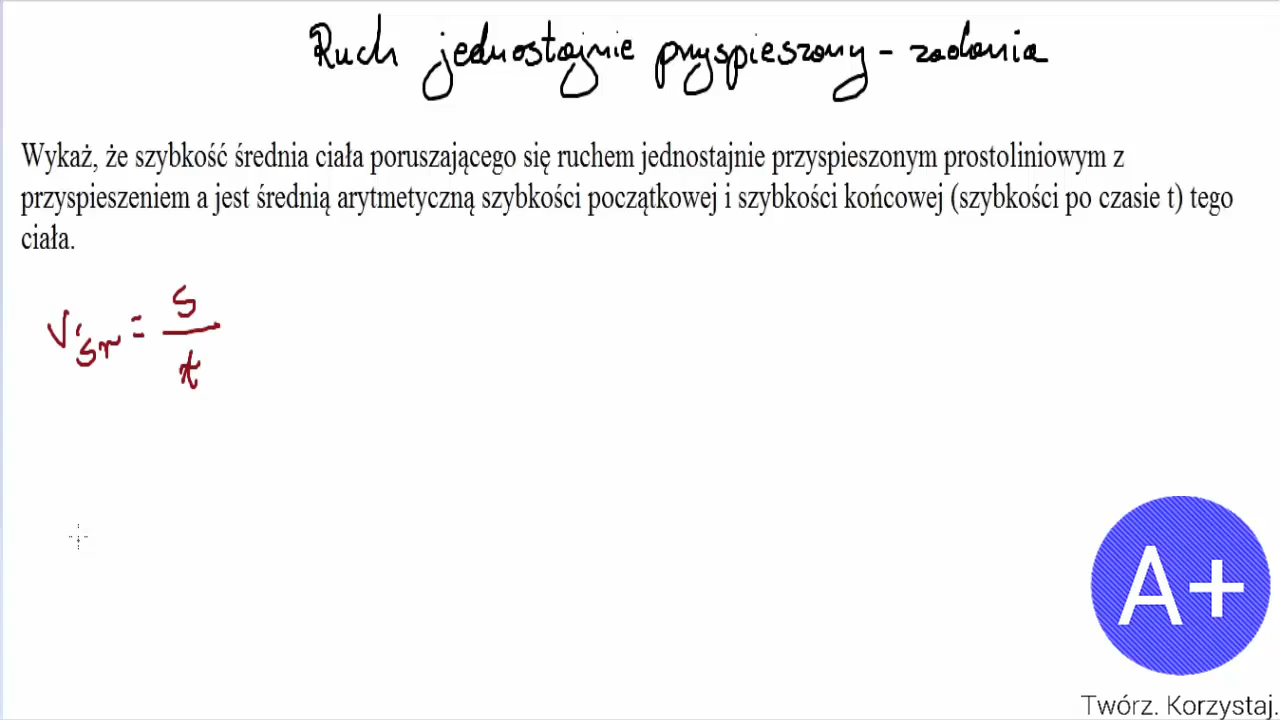 Ruch jednostajnie przyspieszony - zadania
Wykaż, że szybkość średnia ciała poruszającego się ruchem jednostajnie przyspieszonym prostoliniowym z
przyspieszeniem a jest średnią arytmetyczną szybkości początkowej i szybkości końcowej (szybkości po czasie t) tego
ciała.
Vśr = s
t
A+
Twórz. Korzystaj.